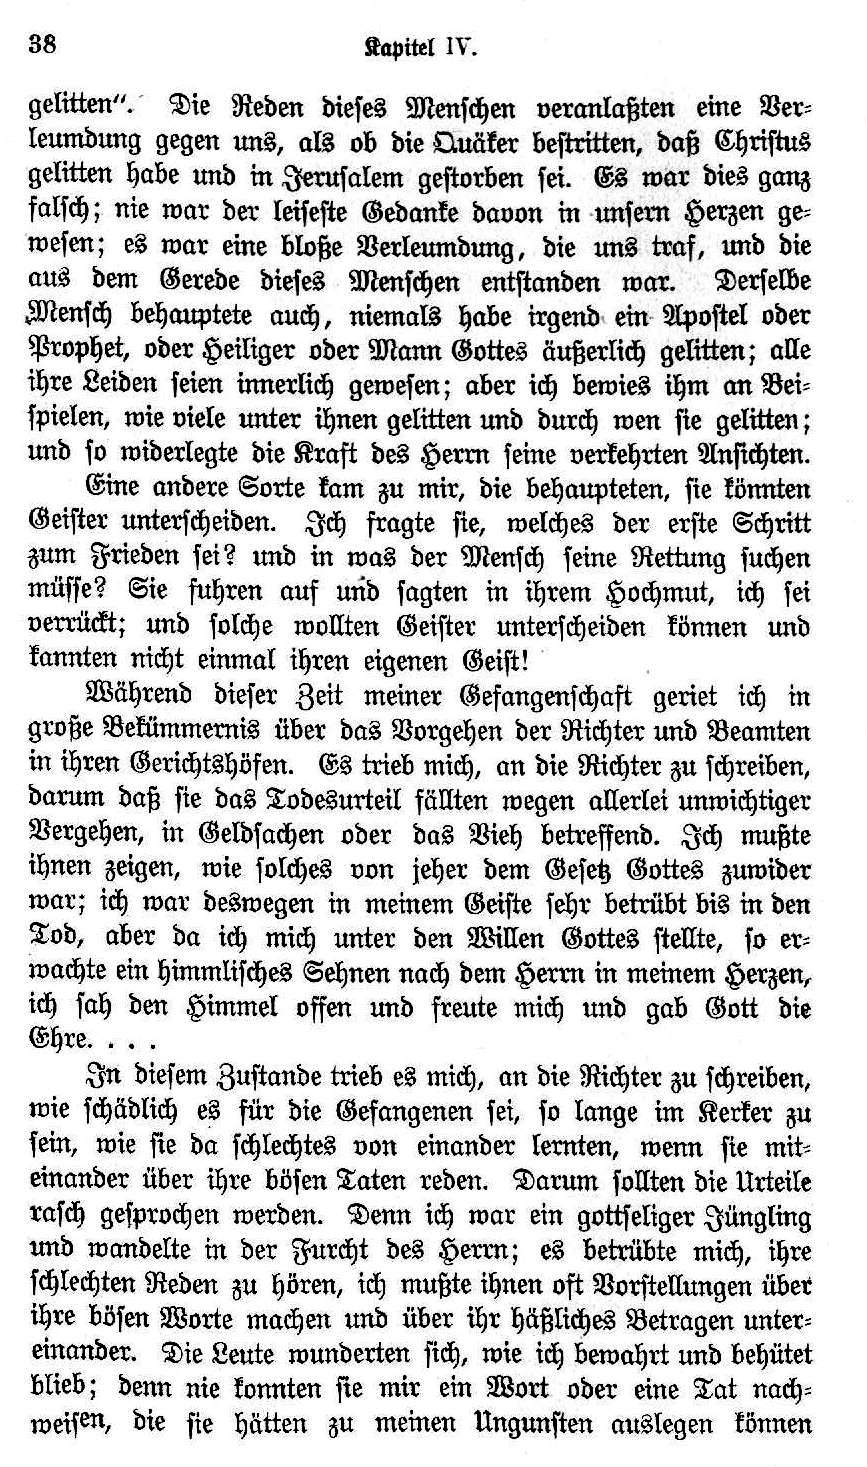 38 Kapitel IV.
gelitten“. Die Reden dieses Menschen veranlaßten eine Ver-
leumdung gegen uns, als ob die Quäker bestritten, daß Christus
gelitten habe und in Jerusalem gestorben sei. Es war dies ganz
falsch; nie war der leiseste Gedanke davon in unsern Herzen ge-
wesen; es war eine bloße Verleumdung, die uns traf, und die
aus dem Gerede dieses Menschen entstanden war. Derselbe
Mensch behauptete auch, niemals habe irgend ein Apostel oder
Prophet, oder Heiliger oder Mann Gottes äußerlich gelitten; alle
ihre Leiden seien innerlich gewesen; aber ich bewies ihm an Bei-
spielen, wie viele unter ihnen gelitten und durch wen sie gelitten;
und so widerlegte die Kraft des Herrn seine verkehrten Ansichten.
Eine andere Sorte kam zu mir, die behaupteten, sie könnten
Geister unterscheiden. Ich fragte sie, welches der erste Schritt
zum Frieden sei? und in was der Mensch seine Rettung suchen
müsse? Sie fuhren auf und sagten in ihrem Hochmut, ich sei
verrückt; und solche wollten Geister unterscheiden können und
kannten nicht einmal ihren eigenen Geist!
Während dieser Zeit meiner Gefangenschaft geriet ich in
große Bekümmernis über das Vorgehen der Richter und Beamten
in ihren Gerichtshöfen. Es trieb mich, an die Richter zu schreiben,
darum daß sie das Todesurteil fällten wegen allerlei unwichtiger
Vergehen, in Geldsachen oder das Vieh betreffend. Ich mußte
ihnen zeigen, wie solches von jeher dem Gesetz Gottes zuwider
war; ich war deswegen in meinem Geiste sehr betrübt bis in den
Tod, aber da ich mich unter den Willen Gottes stellte, so er-
wachte ein himmlisches Sehnen nach dem Herrn in meinem Herzen,
ich sah den Himmel offen und freute mich und gab Gott die
Ehre. . . .
In diesem Zustande trieb es mich, an die Richter zu schreiben,
wie schädlich es für die Gefangenen sei, so lange im Kerker zu
sein, wie sie da schlechtes von einander lernten, wenn sie mit-
einander über ihre bösen Taten reden. Darum sollten die Urteile
rasch gesprochen werden. Denn ich war ein gottseliger Jüngling
und wandelte in der Furcht des Herrn; es betrübte mich, ihre
schlechten Reden zu hören, ich mußte ihnen oft Vorstellungen über
ihre bösen Worte machen und über ihr häßliches Betragen unter-
einander. Die Leute wunderten sich, wie ich bewahrt und behütet
blieb; denn nie konnten sie mir ein Wort oder eine Tat nach-
weisen, die sie hätten zu meinen Ungunsten auslegen können